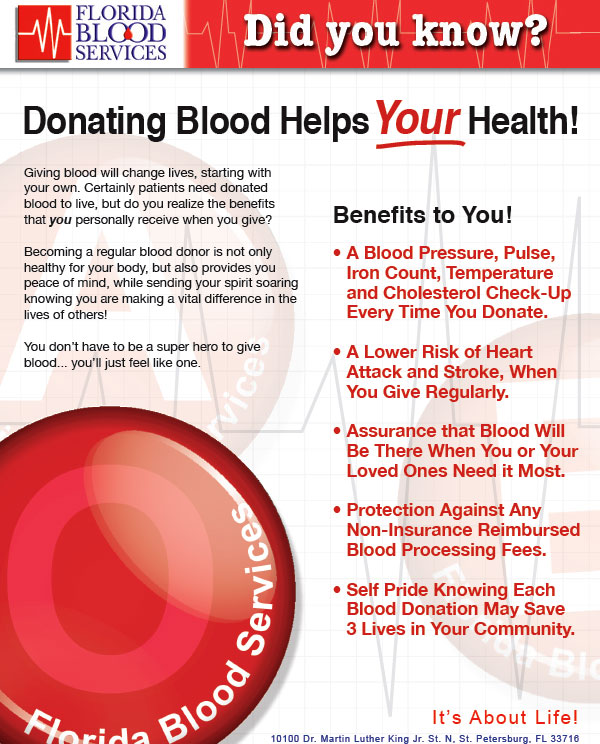 FLORIDA
BLOOD
SERVICES
Did you know?
Donating Blood Helps Your Health!
Giving blood will change lives, starting with
your own. Certainly patients need donated
blood to live, but do you realize the benefits
that you personally receive when you give?
Becoming a regular blood donor is not only
healthy for your body, but also provides you
peace of mind, while sending your spirit soaring
knowing you are making a vital difference in the
lives of others!
You don't have to be a super hero to give
blood... you'll just feel like one.
Benefits to You!
• A Blood Pressure, Pulse,
Iron Count, Temperature
and Cholesterol Check-Up
Every Time You Donate.
• A Lower Risk of Heart
Attack and Stroke, When
You Give Regularly.
• Assurance that Blood Will
Be There When You or Your
Loved Ones Need it Most.
• Protection Against Any
Non-Insurance Reimbursed
Blood Processing Fees.
• Self Pride Knowing Each
Blood Donation May Save
3 Lives in Your Community.
A
O
Florida Blood Services
It's About Life!
10100 Dr. Martin Luther King Jr. St. N, St. Petersburg, FL 33716